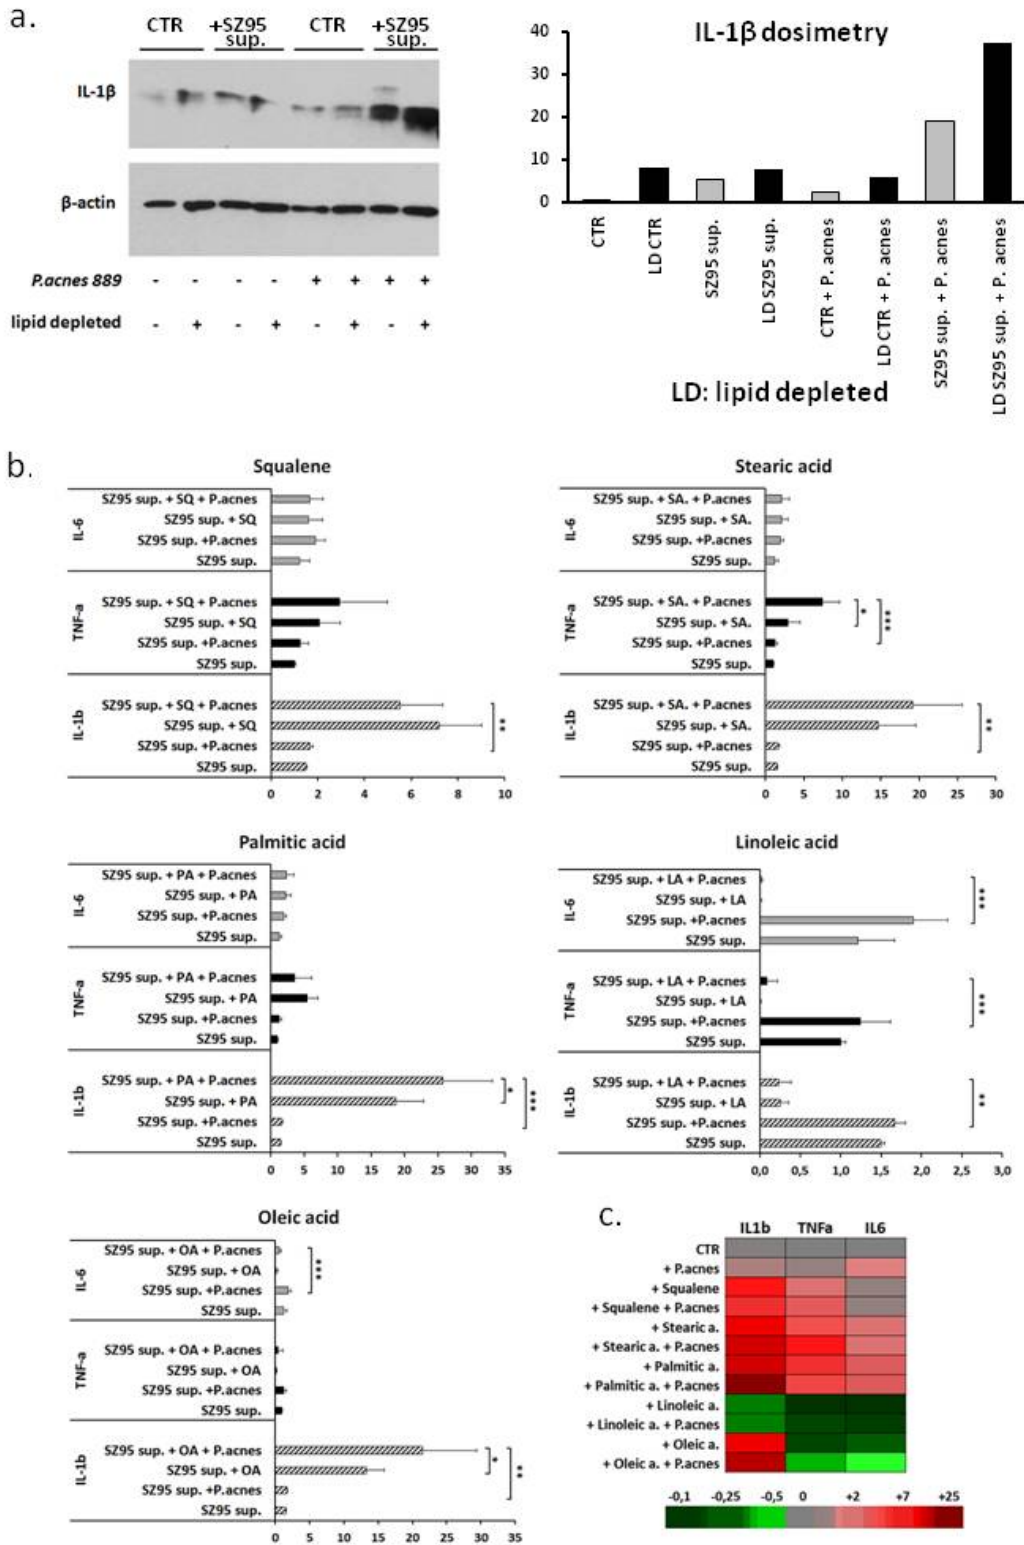 a.
CTR +SZ95 sup. CTR +SZ95 sup.
IL-1β
β-actin
P.acnes 889 - - - - + + + +
lipid depleted - + - + - + - +
IL-1β dosimetry
40
30
20
10
0
CTR
LD CTR
SZ95 sup.
LD SZ95 sup.
CTR + P. acnes
LD CTR + P. acnes
SZ95 sup. + P. acnes
LD SZ95 sup. + P. acnes
LD: lipid depleted
b.
Squalene
IL-6
SZ95 sup. + SQ + P.acnes
SZ95 sup. + SQ
SZ95 sup. +P.acnes
SZ95 sup.
TNF-a
SZ95 sup. + SQ + P.acnes
SZ95 sup. + SQ
SZ95 sup. +P.acnes
SZ95 sup.
IL-1b
SZ95 sup. + SQ + P.acnes
SZ95 sup. + SQ
SZ95 sup. +P.acnes
SZ95 sup.
**
0 2 4 6 8 10
Stearic acid
IL-6
SZ95 sup. + SA. + P.acnes
SZ95 sup. + SA.
SZ95 sup. +P.acnes
SZ95 sup.
TNF-a
SZ95 sup. + SA. + P.acnes
SZ95 sup. + SA.
SZ95 sup. +P.acnes
SZ95 sup.
* ***
IL-1b
SZ95 sup. + SA. + P.acnes
SZ95 sup. + SA.
SZ95 sup. +P.acnes
SZ95 sup.
**
0 5 10 15 20 25 30
Palmitic acid
IL-6
SZ95 sup. + PA + P.acnes
SZ95 sup. + PA
SZ95 sup. +P.acnes
SZ95 sup.
TNF-a
SZ95 sup. + PA + P.acnes
SZ95 sup. + PA
SZ95 sup. +P.acnes
SZ95 sup.
IL-1b
SZ95 sup. + PA + P.acnes
SZ95 sup. + PA
SZ95 sup. +P.acnes
SZ95 sup.
* ***
0 5 10 15 20 25 30 35
Linoleic acid
IL-6
SZ95 sup. + LA + P.acnes
SZ95 sup. + LA
SZ95 sup. +P.acnes
SZ95 sup.
***
TNF-a
SZ95 sup. + LA + P.acnes
SZ95 sup. + LA
SZ95 sup. +P.acnes
SZ95 sup.
***
IL-1b
SZ95 sup. + LA + P.acnes
SZ95 sup. + LA
SZ95 sup. +P.acnes
SZ95 sup.
**
0,0 0,5 1,0 1,5 2,0 2,5 3,0
Oleic acid
IL-6
SZ95 sup. + OA + P.acnes
SZ95 sup. + OA
SZ95 sup. +P.acnes
SZ95 sup.
***
TNF-a
SZ95 sup. + OA + P.acnes
SZ95 sup. + OA
SZ95 sup. +P.acnes
SZ95 sup.
IL-1b
SZ95 sup. + OA + P.acnes
SZ95 sup. + OA
SZ95 sup. +P.acnes
SZ95 sup.
* **
0 5 10 15 20 25 30 35
c.
IL1b TNFa IL6
CTR
+ P.acnes
+ Squalene
+ Squalene + P.acnes
+ Stearic a.
+ Stearic a. + P.acnes
+ Palmitic a.
+ Palmitic a. + P.acnes
+ Linoleic a.
+ Linoleic a. + P.acnes
+ Oleic a.
+ Oleic a. + P.acnes
-0,1 -0,25 -0,5 0 +2 +7 +25